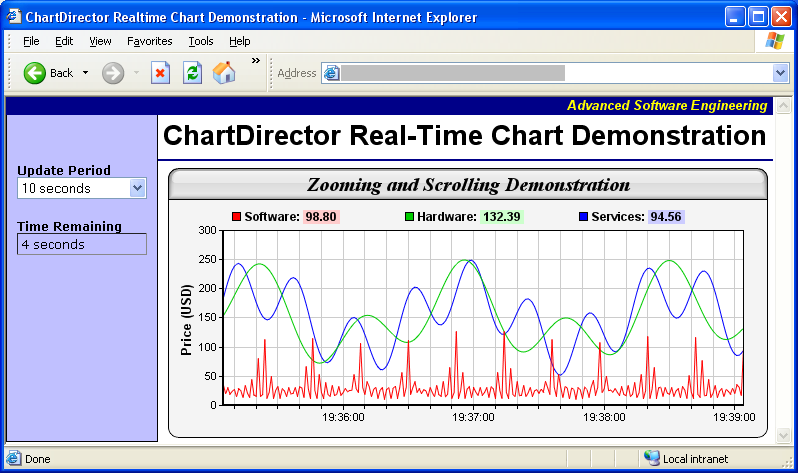 ChartDirector Realtime Chart Demonstration - Microsoft Internet Explorer
File Edit View Favorites Tools Help
Back » Address
Advanced Software Engineering
ChartDirector Real-Time Chart Demonstration
Update Period
10 seconds
Time Remaining
4 seconds
Zooming and Scrolling Demonstration
Software: 98.80 Hardware: 132.39 Services: 94.56
Price (USD)
300
250
200
150
100
50
0
19:36:00 19:37:00 19:38:00 19:39:00
Done Local intranet